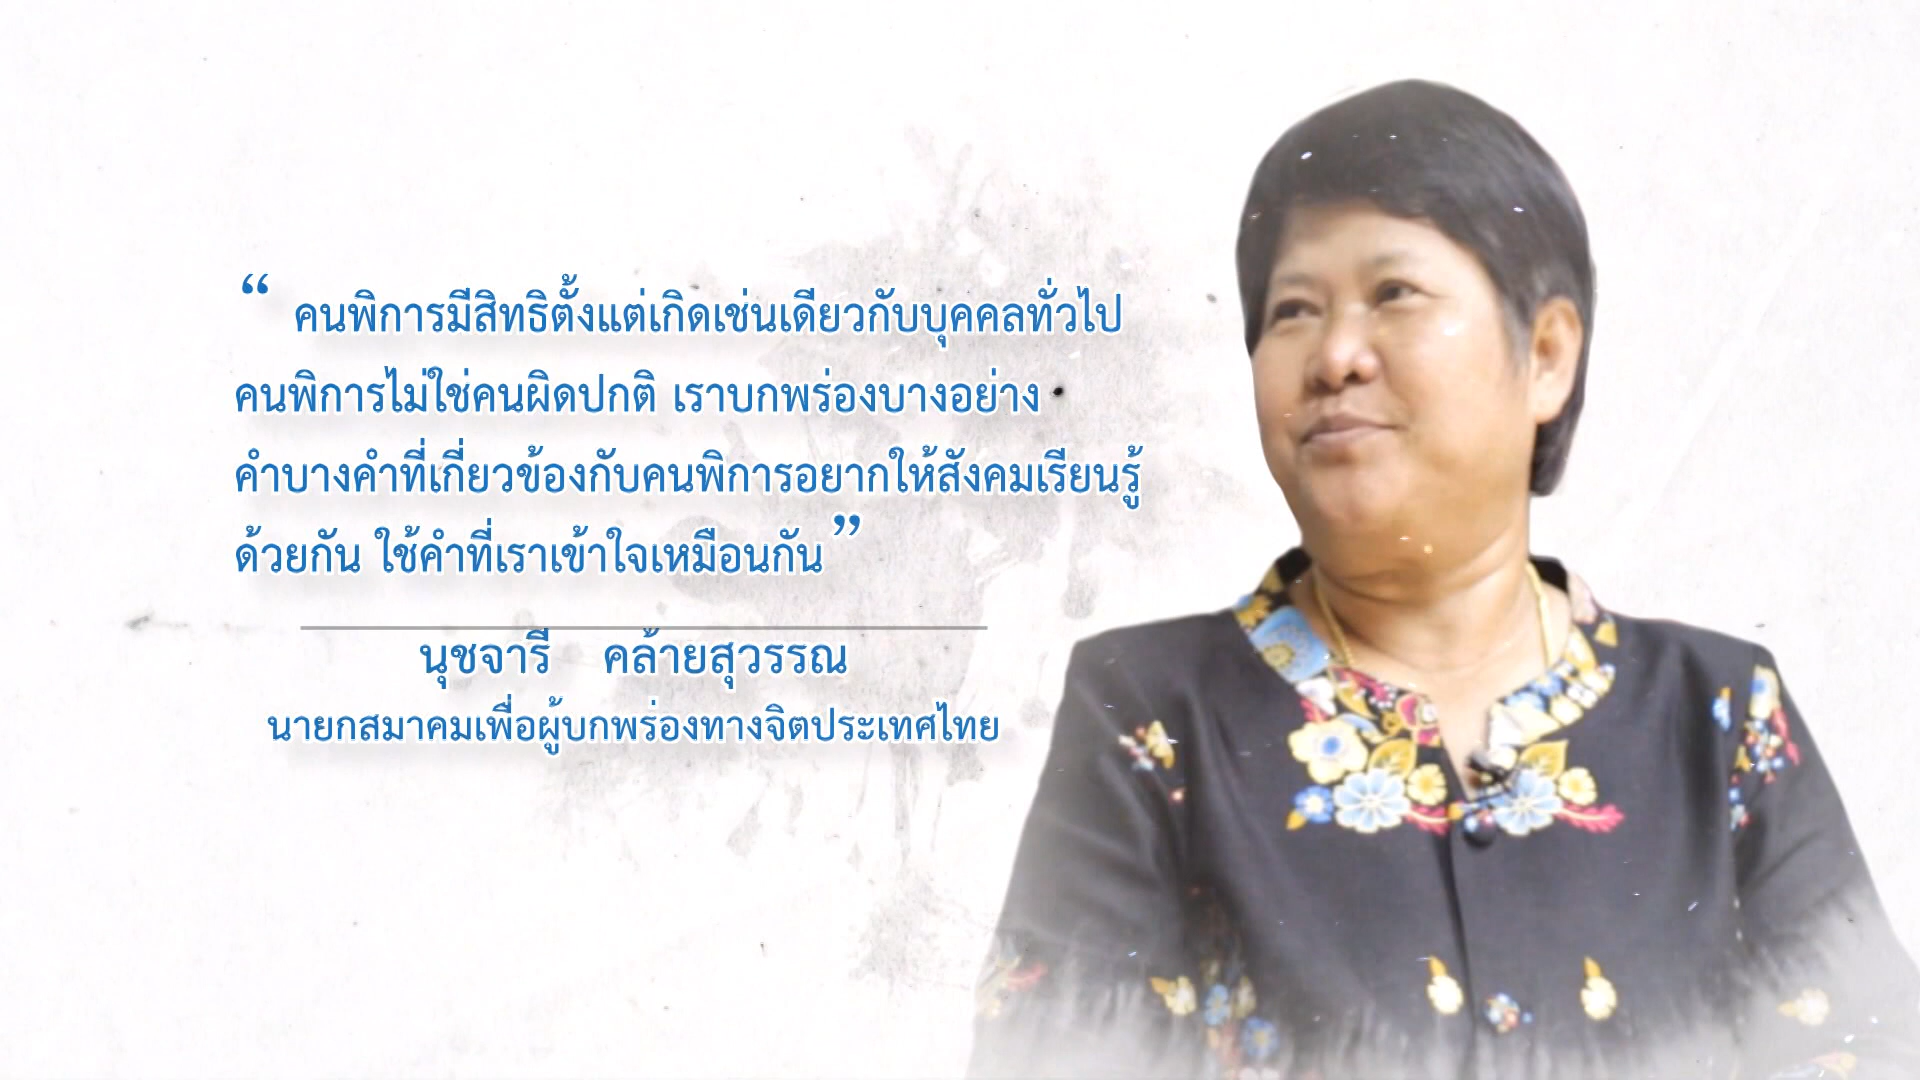 “ คนพิการมีสิทธิตั้งแต่เกิดเช่นเดียวกับบุคคลทั่วไป
คนพิการไม่ใช่คนผิดปกติ เราบกพร่องบางอย่าง
คำบางคำที่เกี่ยวข้องกับคนพิการอยากให้สังคมเรียนรู้
ด้วยกัน ใช้คำที่เราเข้าใจเหมือนกัน ”
นุชจารี คล้ายสุวรรณ
นายกสมาคมเพื่อผู้บกพร่องทางจิตประเทศไทย